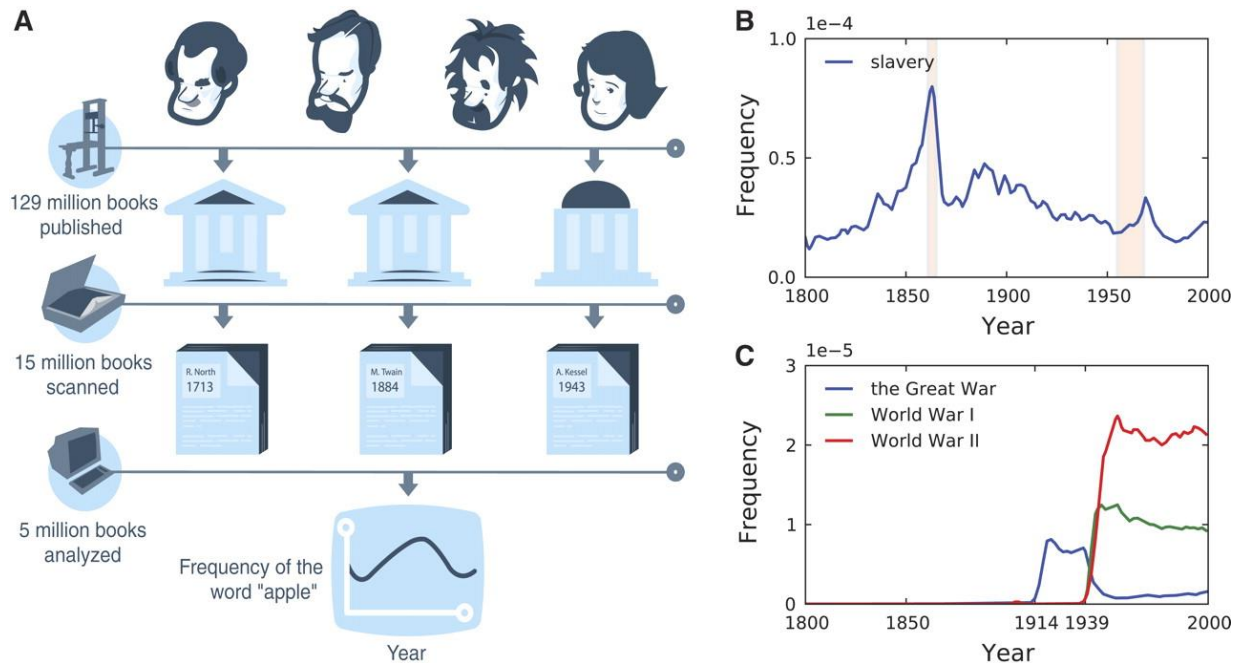 A
129 million books
published
15 million books
scanned
R. North
1713
M. Twain
1884
A. Kessel
1943
5 million books
analyzed
Frequency of the
word "apple"
Year
B
1e−4
1.0
0.5
0.0
Frequency
slavery
1800 1850 1900 1950 2000
Year
C
1e−5
3
2
1
0
Frequency
the Great War
World War I
World War II
1800 1850 1914 1939 2000
Year